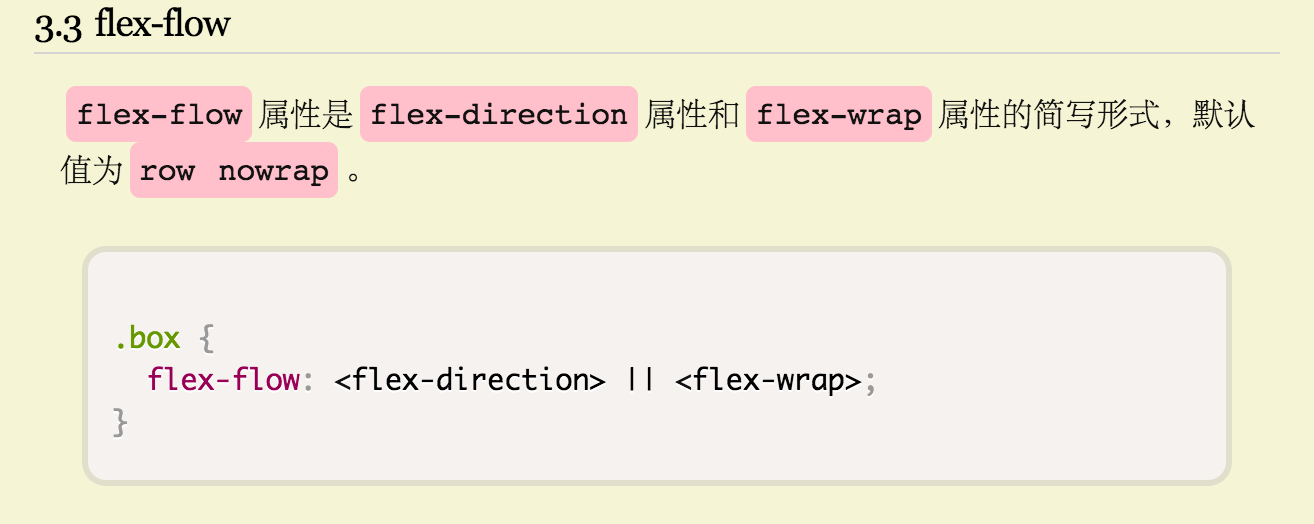 3.3 flex-flow
flex-flow 属性是 flex-direction 属性和 flex-wrap 属性的简写形式，默认
值为 row nowrap 。
.box {
  flex-flow: <flex-direction> || <flex-wrap>;
}